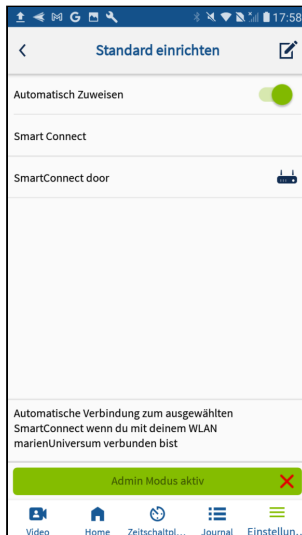 17:58
Standard einrichten
Automatisch Zuweisen
Smart Connect
SmartConnect door
Automatische Verbindung zum ausgewählten
SmartConnect wenn du mit deinem WLAN
marienUniversum verbunden bist
Admin Modus aktiv
Video Home Zeitschaltpl... Journal Einstellun...